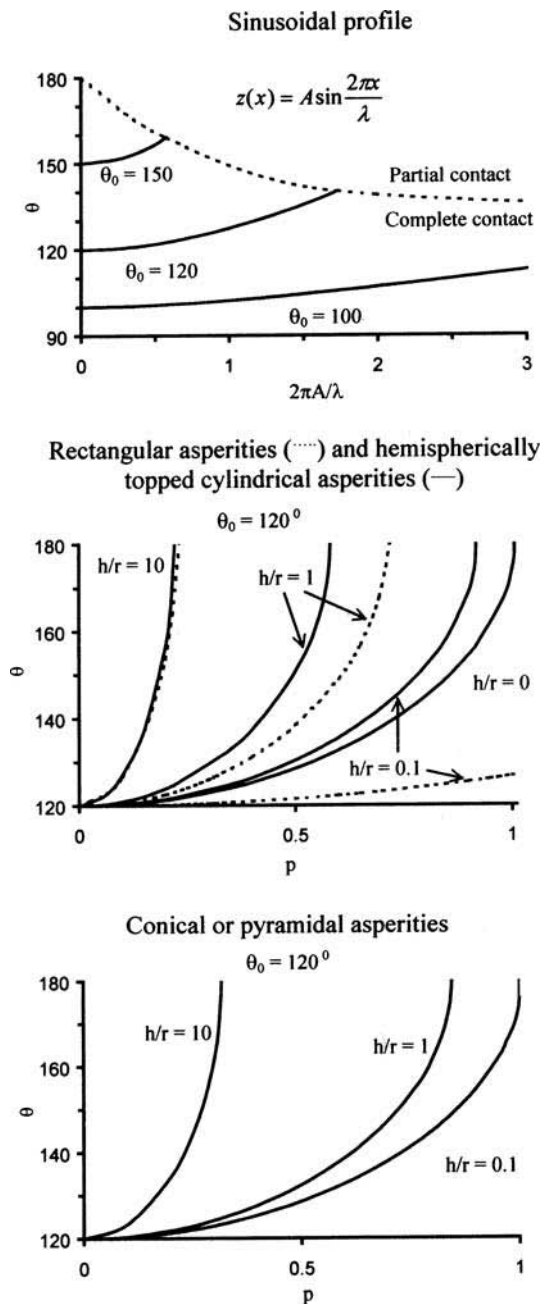 Sinusoidal profile
z(x) = A sin 2πx/λ
180
150
120
90
θ
θ₀ = 150
θ₀ = 120
θ₀ = 100
Partial contact
Complete contact
0
1
2
3
2πA/λ
Rectangular asperities (·····) and hemispherically
topped cylindrical asperities (—)
θ₀ = 120⁰
180
160
140
120
θ
h/r = 10
h/r = 1
h/r = 0
h/r = 0.1
0
0.5
1
p
Conical or pyramidal asperities
θ₀ = 120⁰
180
160
140
120
θ
h/r = 10
h/r = 1
h/r = 0.1
0
0.5
1
p